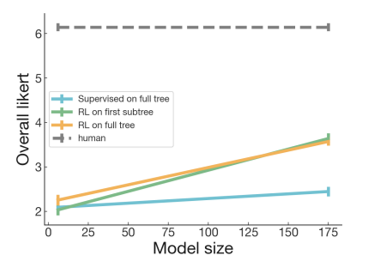 6
5
4
3
2
Overall likert
Supervised on full tree
RL on first subtree
RL on full tree
human
0 25 50 75 100 125 150 175
Model size